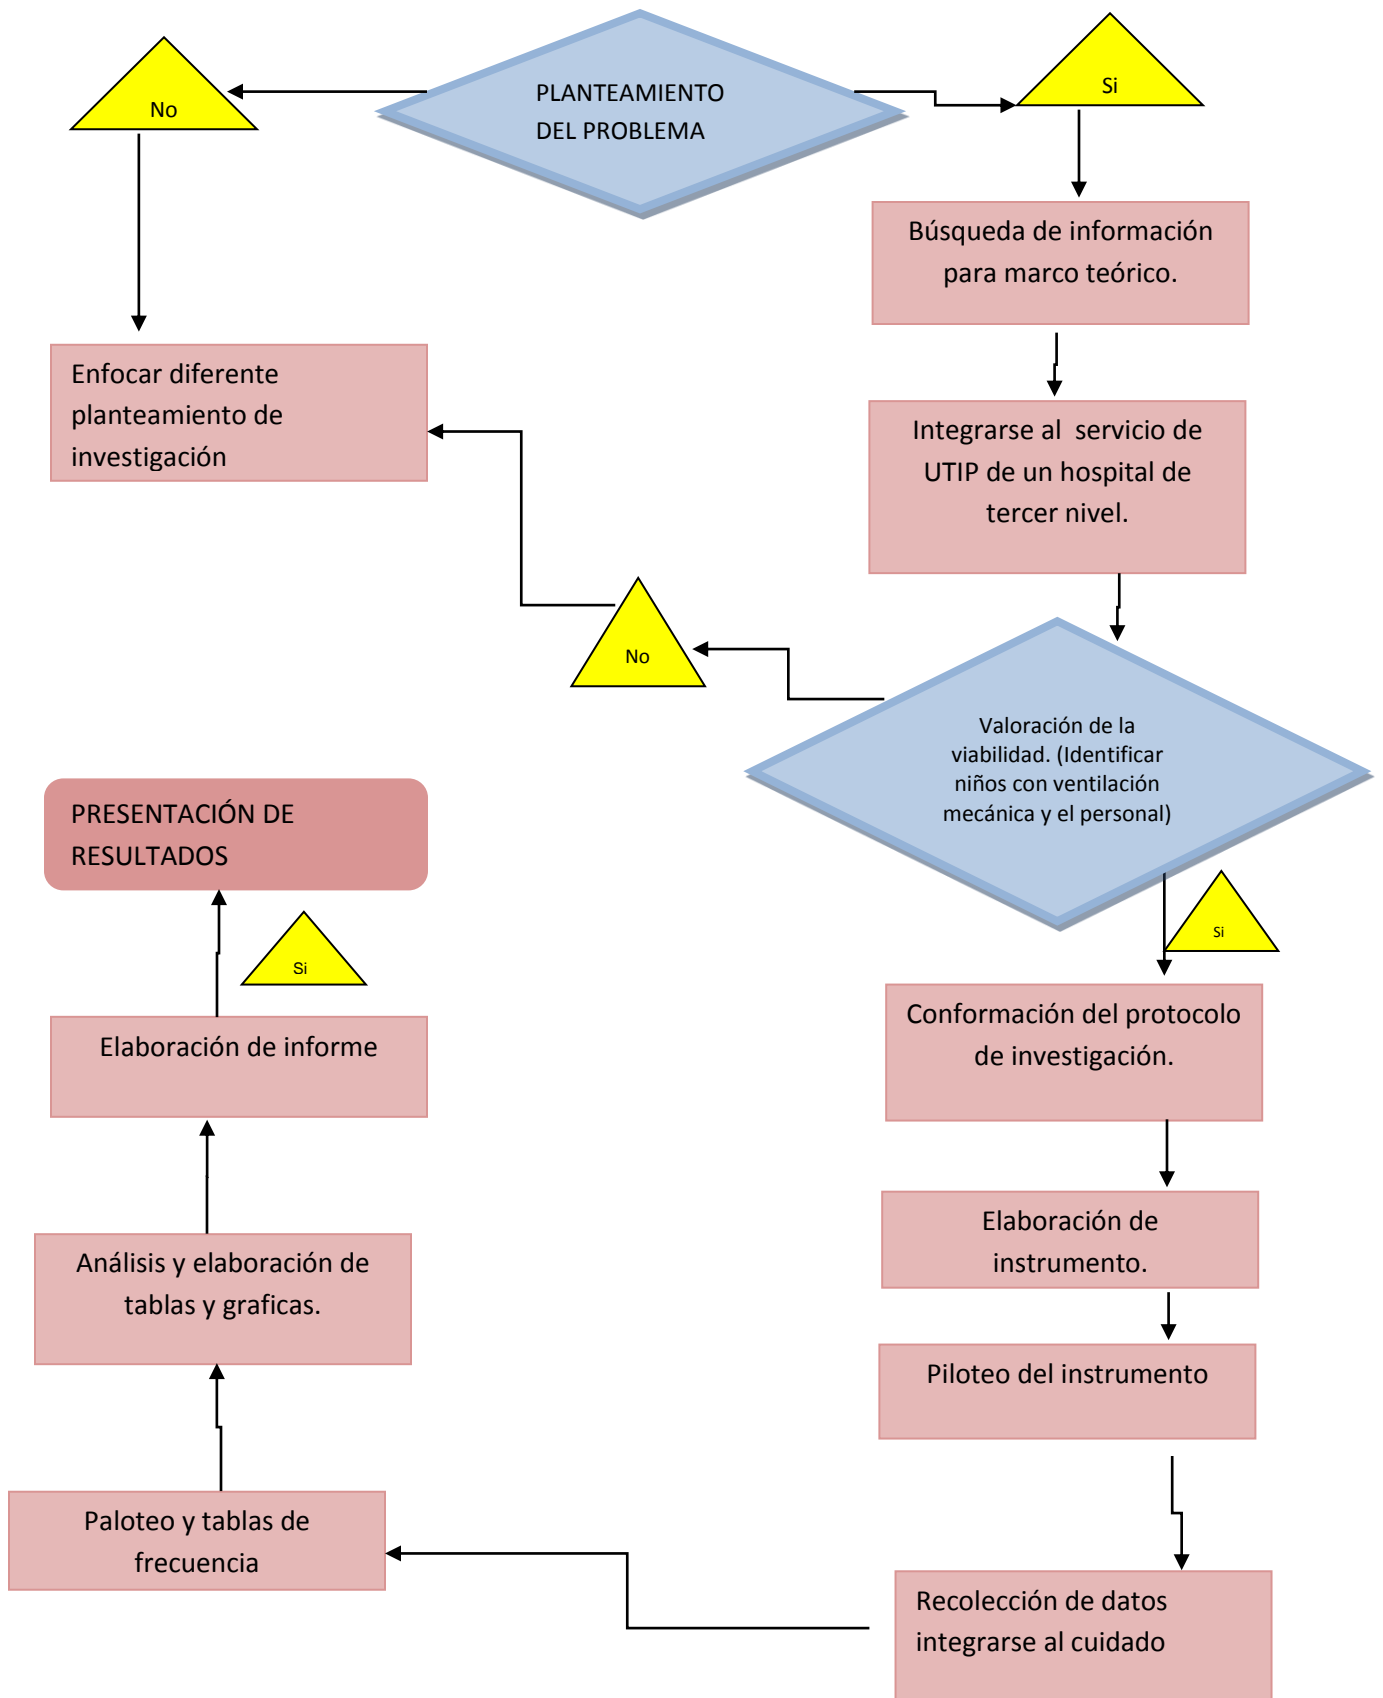 PLANTEAMIENTO
DEL PROBLEMA
No
Si
Búsqueda de información
para marco teórico.
Enfocar diferente
planteamiento de
investigación
Integrarse al  servicio de
UTIP de un hospital de
tercer nivel.
No
Valoración de la
viabilidad. (Identificar
niños con ventilación
mecánica y el personal)
Si
Conformación del protocolo
de investigación.
Elaboración de
instrumento.
Piloteo del instrumento
Recolección de datos
integrarse al cuidado
Paloteo y tablas de
frecuencia
Análisis y elaboración de
tablas y graficas.
Elaboración de informe
Si
PRESENTACIÓN DE
RESULTADOS